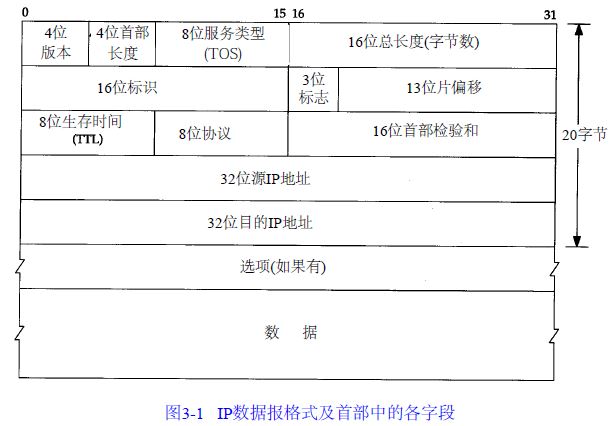 0 15 16 31
4位 4位首部 8位服务类型 16位总长度(字节数)
版本 长度 (TOS)
16位标识 3位 13位片偏移
标志
8位生存时间 8位协议 16位首部检验和
(TTL)
20字节
32位源IP地址
32位目的IP地址
选项(如果有)
数 据
图3-1 IP数据报格式及首部中的各字段